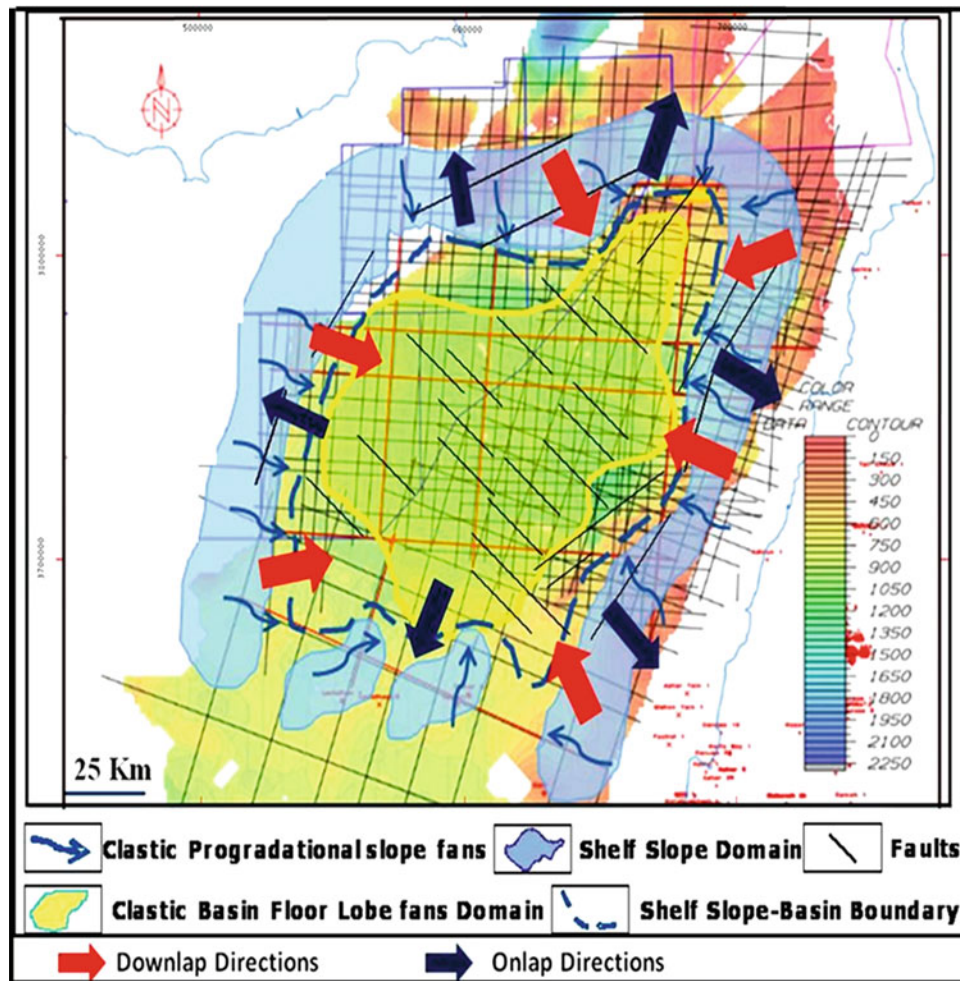 500000
600000
N
3800000
3700000
COLOR
RANGE
DATA CONTOUR
0
150
300
450
600
750
900
1050
1200
1350
1500
1650
1800
1950
2100
2250
25 Km
Clastic Progradational slope fans
Shelf Slope Domain
Faults
Clastic Basin Floor Lobe fans Domain
Shelf Slope-Basin Boundary
Downlap Directions
Onlap Directions